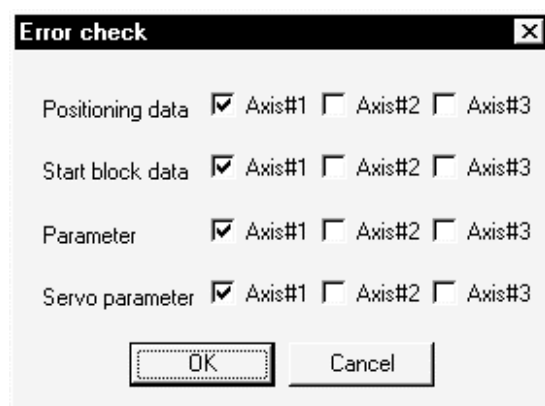 Error check
Positioning data Axis#1 Axis#2 Axis#3
Start block data Axis#1 Axis#2 Axis#3
Parameter Axis#1 Axis#2 Axis#3
Servo parameter Axis#1 Axis#2 Axis#3
OK Cancel